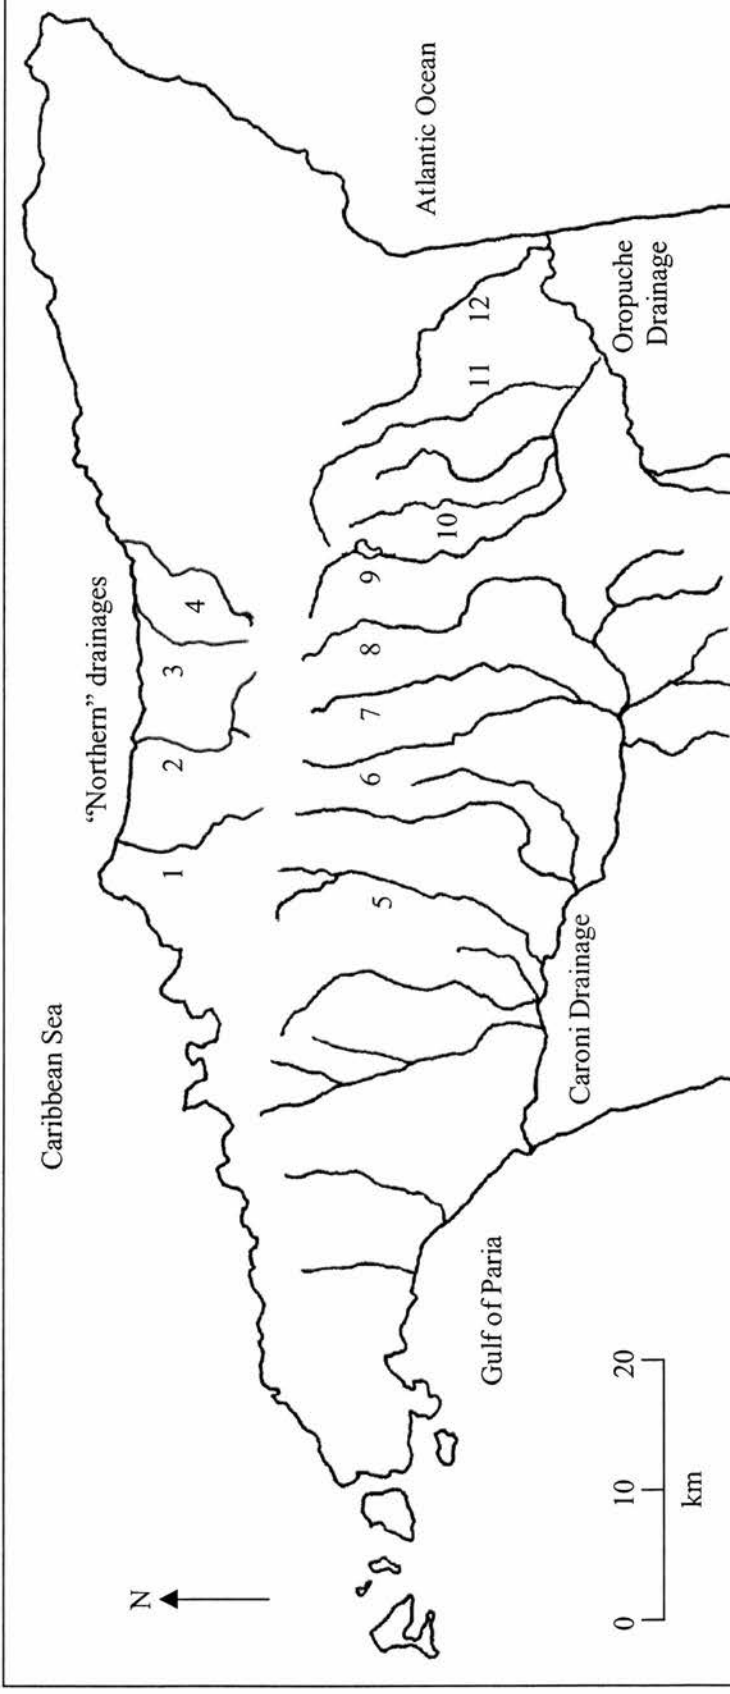 Caribbean Sea
"Northern" drainages
Atlantic Ocean
N
1
2
3
4
5
6
7
8
9
10
11
12
Gulf of Paria
Caroni Drainage
Oropuche
Drainage
0
10
20
km